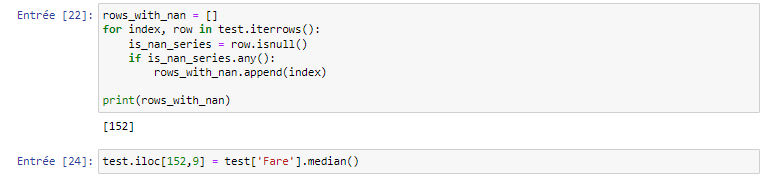 Entrée [22]: rows_with_nan = []
for index, row in test.iterrows():
    is_nan_series = row.isnull()
    if is_nan_series.any():
        rows_with_nan.append(index)

print(rows_with_nan)
[152]
Entrée [24]: test.iloc[152,9] = test['Fare'].median()